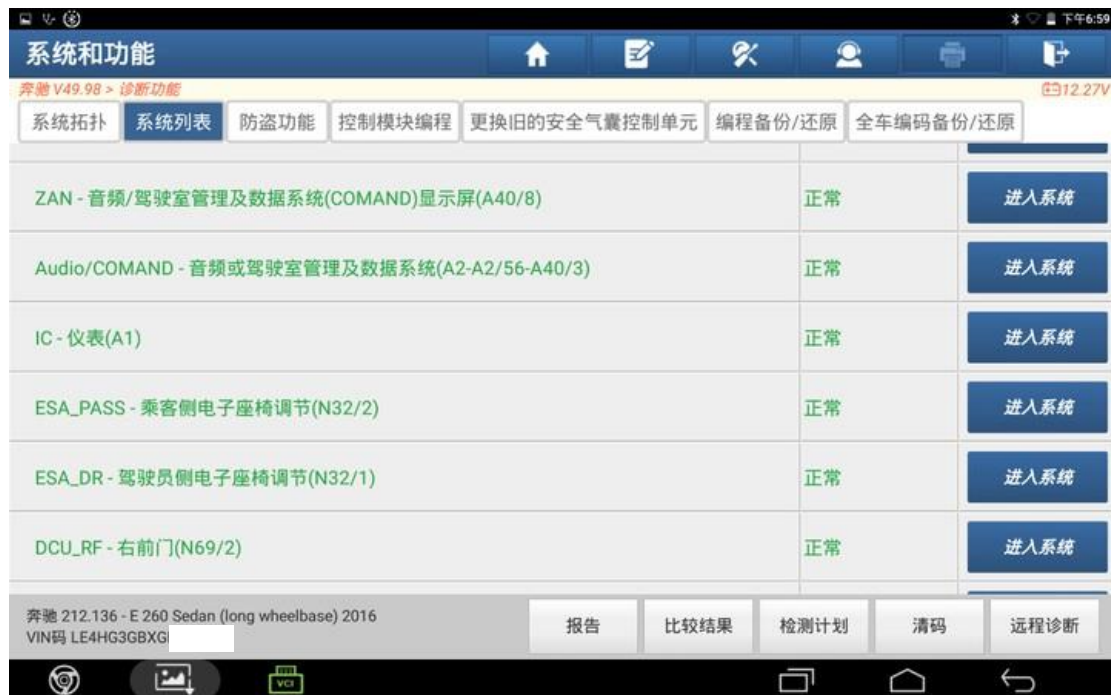 下午6:59
系统和功能
奔驰 V49.98 > 诊断功能
12.27V
系统拓扑 系统列表 防盗功能 控制模块编程 更换旧的安全气囊控制单元 编程备份/还原 全车编码备份/还原
ZAN - 音频/驾驶室管理及数据系统(COMAND)显示屏(A40/8) 正常 进入系统
Audio/COMAND - 音频或驾驶室管理及数据系统(A2-A2/56-A40/3) 正常 进入系统
IC - 仪表(A1) 正常 进入系统
ESA_PASS - 乘客侧电子座椅调节(N32/2) 正常 进入系统
ESA_DR - 驾驶员侧电子座椅调节(N32/1) 正常 进入系统
DCU_RF - 右前门(N69/2) 正常 进入系统
奔驰 212.136 - E 260 Sedan (long wheelbase) 2016
VIN码 LE4HG3GBXG
报告 比较结果 检测计划 清码 远程诊断
VCI